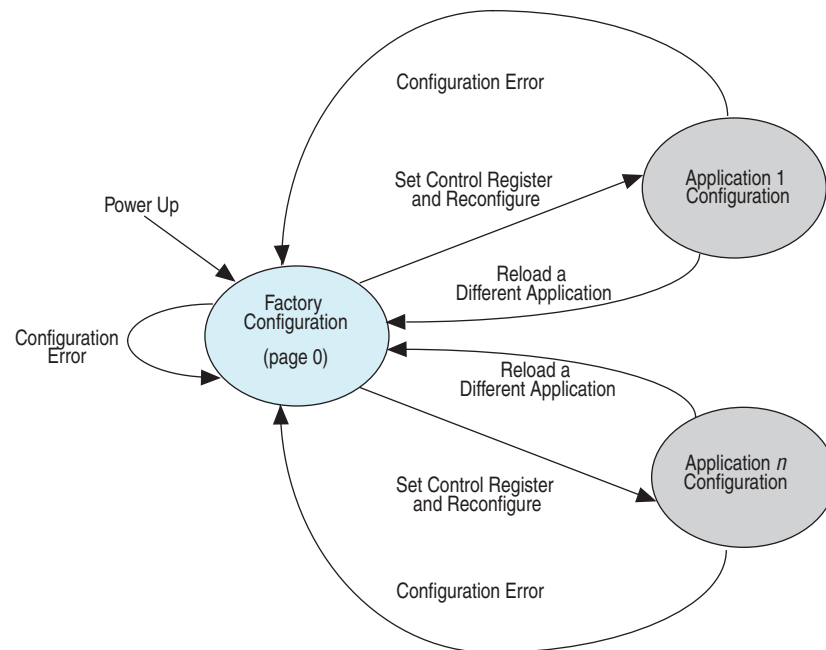 Configuration Error
Application 1
Configuration
Set Control Register
and Reconfigure
Power Up
Reload a
Different Application
Factory
Configuration
(page 0)
Configuration
Error
Reload a
Different Application
Application n
Configuration
Set Control Register
and Reconfigure
Configuration Error